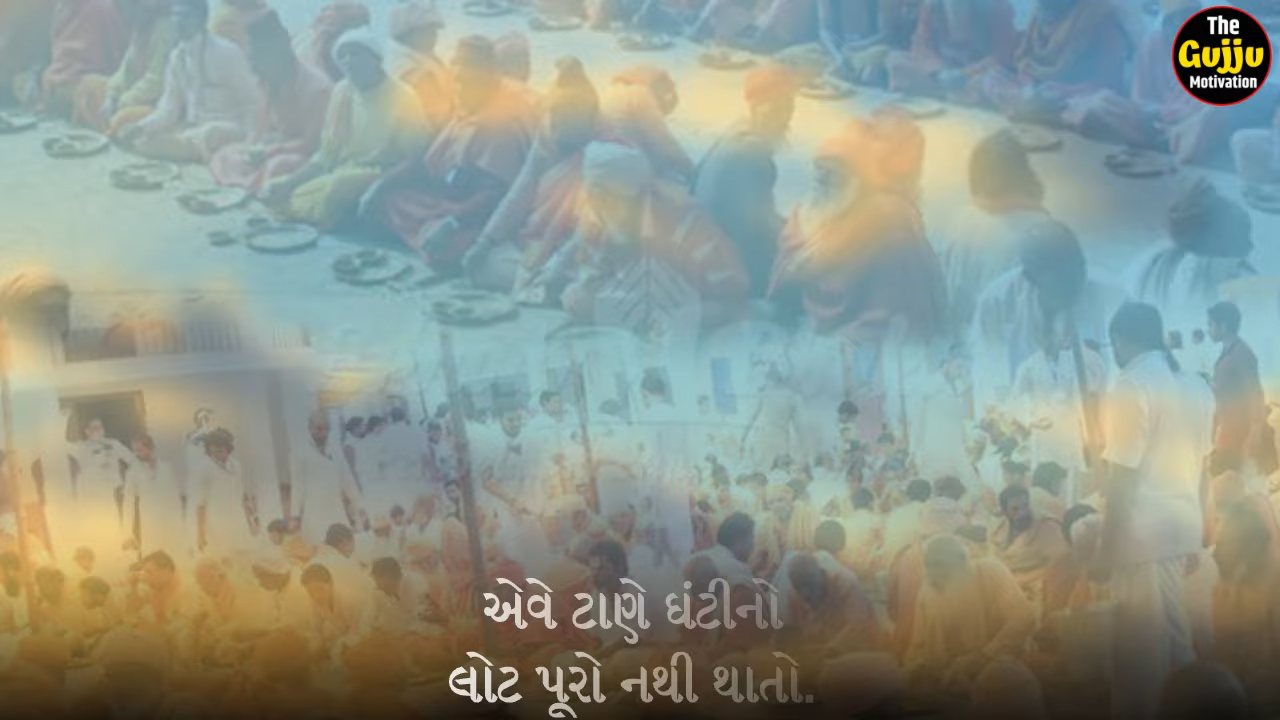 The
Gujju
Motivation
એવે ટાણે ઘંટીનો
લોટ પૂરો નથી થાતો.